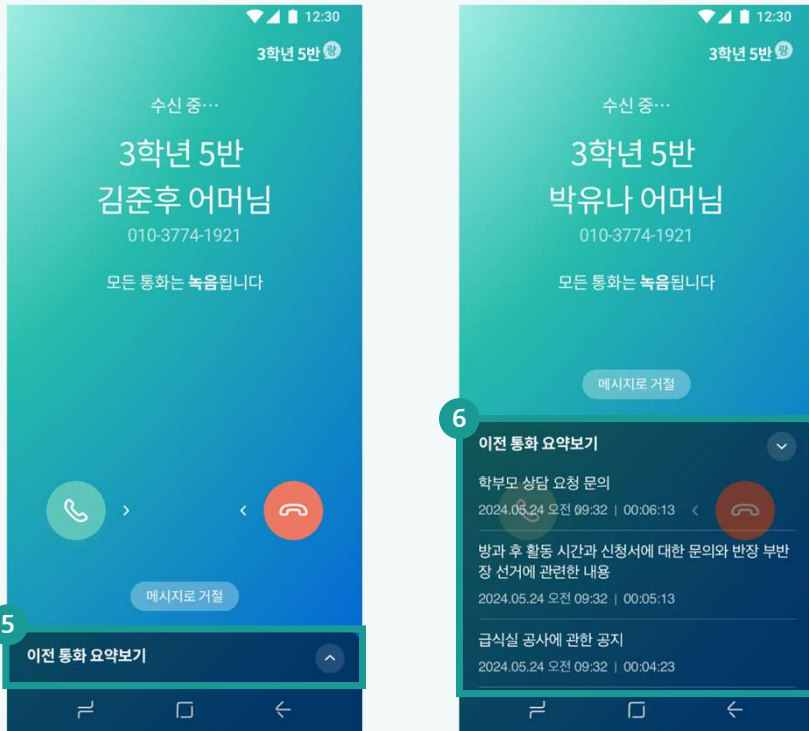 12:30
3학년 5반 랑
수신 중…
3학년 5반
김준후 어머님
010-3774-1921
모든 통화는 녹음됩니다
메시지로 거절
5
이전 통화 요약보기
12:30
3학년 5반 랑
수신 중…
3학년 5반
박유나 어머님
010-3774-1921
모든 통화는 녹음됩니다
메시지로 거절
6
이전 통화 요약보기
학부모 상담 요청 문의
2024.05.24 오전 09:32 | 00:06:13
방과 후 활동 시간과 신청서에 대한 문의와 반장 부반
장 선거에 관련한 내용
2024.05.24 오전 09:32 | 00:05:13
급식실 공사에 관한 공지
2024.05.24 오전 09:32 | 00:04:23